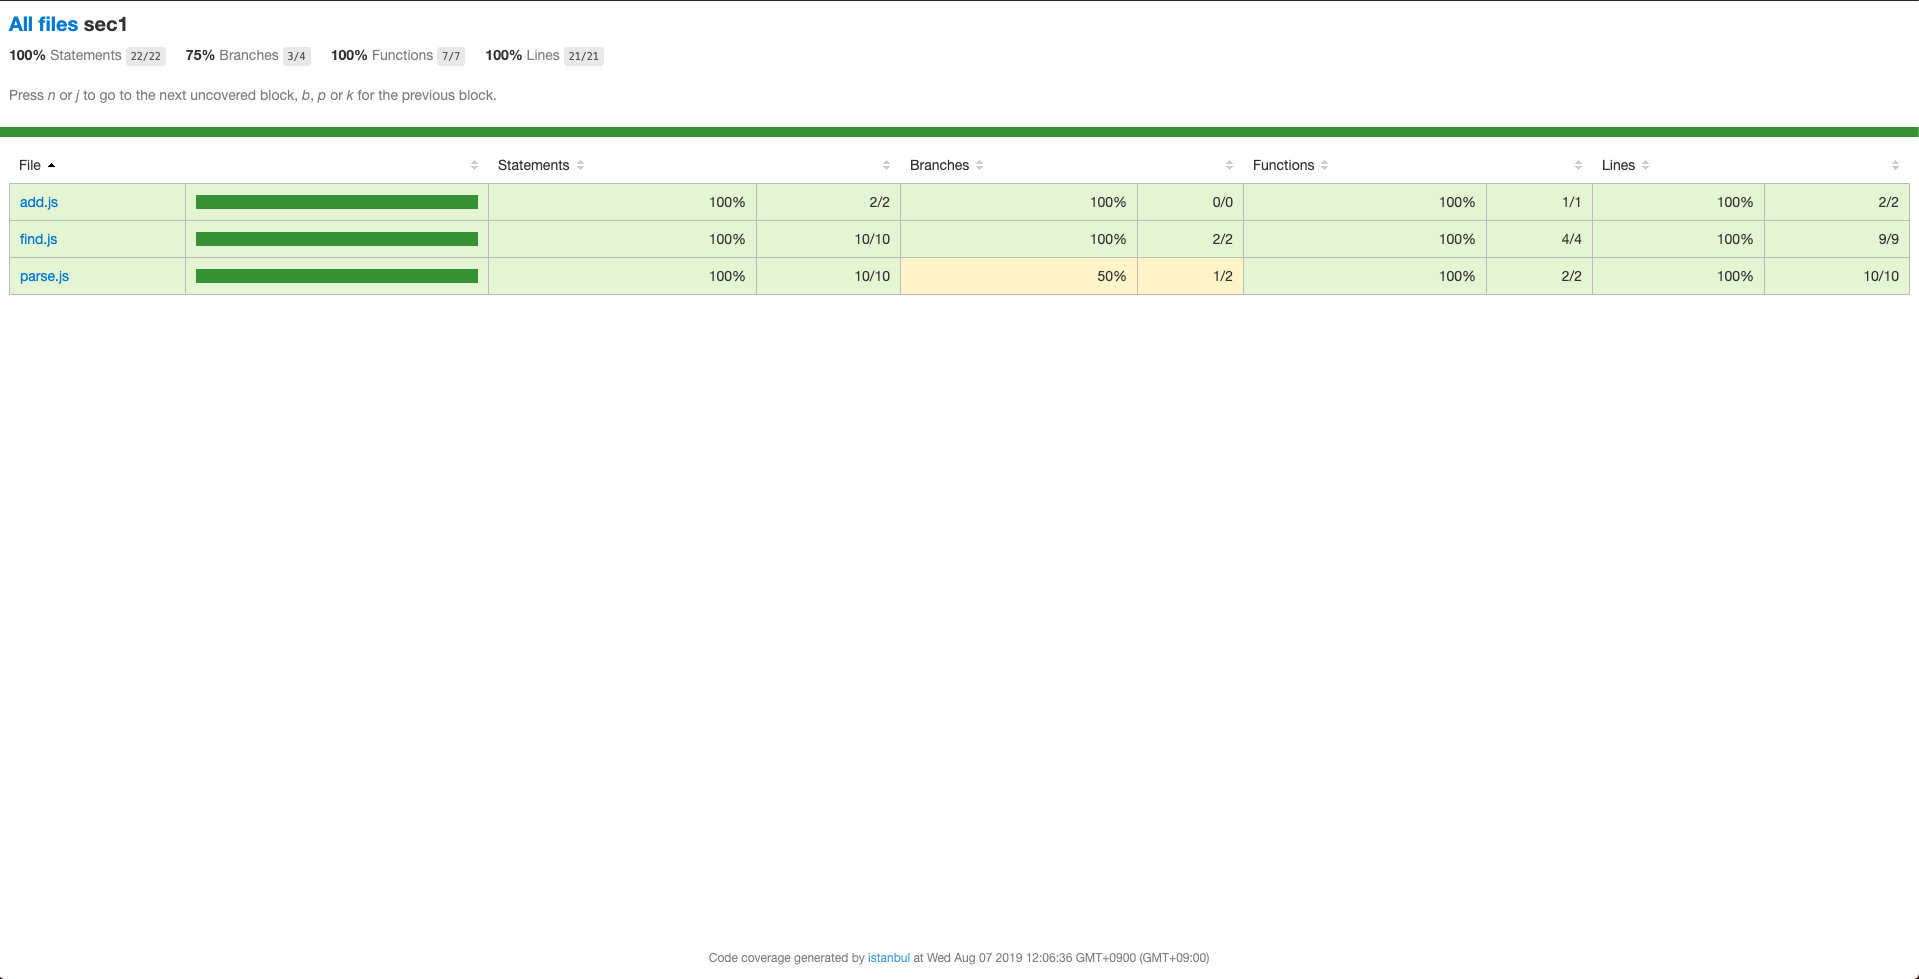 All files sec1
100% Statements 22/22 75% Branches 3/4 100% Functions 7/7 100% Lines 21/21
Press n or j to go to the next uncovered block, b, p or k for the previous block.
File Statements Branches Functions Lines
add.js 100% 2/2 100% 0/0 100% 1/1 100% 2/2
find.js 100% 10/10 100% 2/2 100% 4/4 100% 9/9
parse.js 100% 10/10 50% 1/2 100% 2/2 100% 10/10
Code coverage generated by istanbul at Wed Aug 07 2019 12:06:36 GMT+0900 (GMT+09:00)